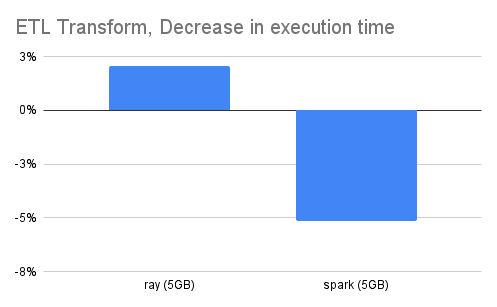 ETL Transform, Decrease in execution time
3%
0%
-3%
-5%
-8%
ray (5GB)
spark (5GB)